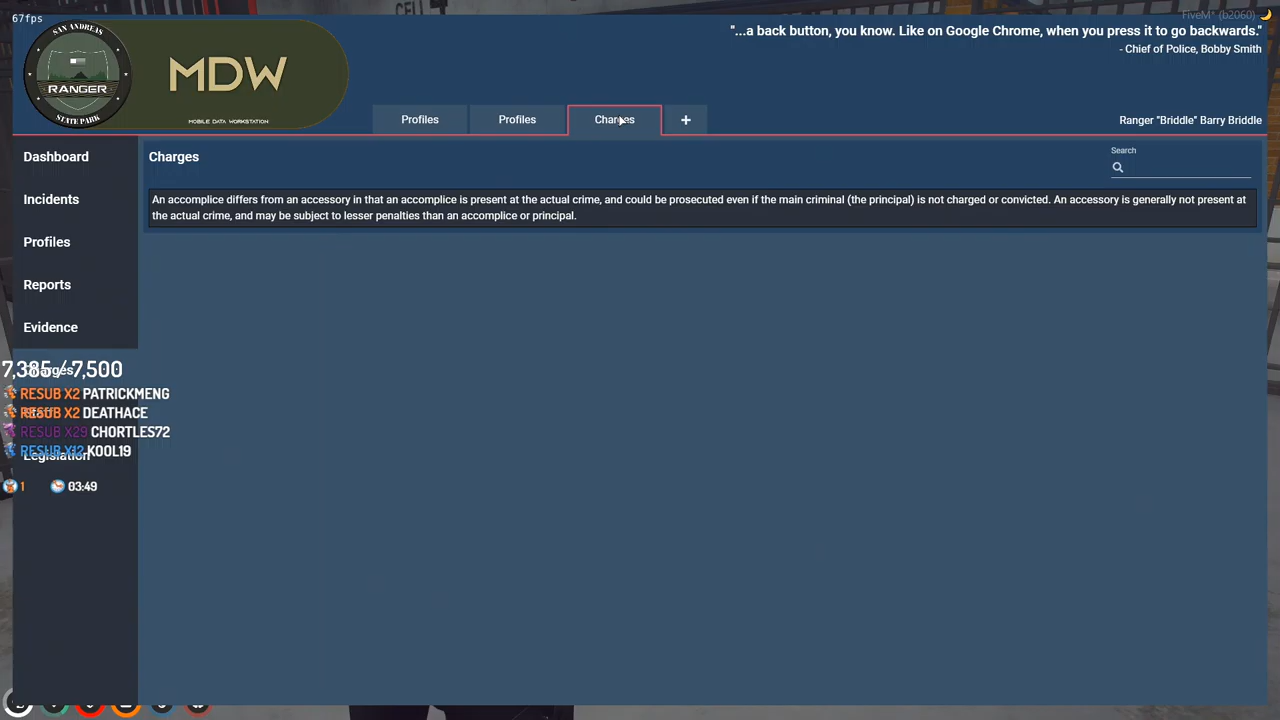 67fps
CELL
FiveM* (b2060)
SAN ANDREAS
RANGER
STATE PARK
MDW
MOBILE DATA WORKSTATION
"...a back button, you know. Like on Google Chrome, when you press it to go backwards."
- Chief of Police, Bobby Smith
Profiles
Profiles
Charges
+
Ranger "Briddle" Barry Briddle
Dashboard
Incidents
Profiles
Reports
Evidence
Charges
Legislation
Charges
Search
An accomplice differs from an accessory in that an accomplice is present at the actual crime, and could be prosecuted even if the main criminal (the principal) is not charged or convicted. An accessory is generally not present at
the actual crime, and may be subject to lesser penalties than an accomplice or principal.
7,385 / 7,500
RESUB X2 PATRICKMENG
RESUB X2 DEATHACE
RESUB X29 CHORTLES72
RESUB X12 KOOL19
1 03:49